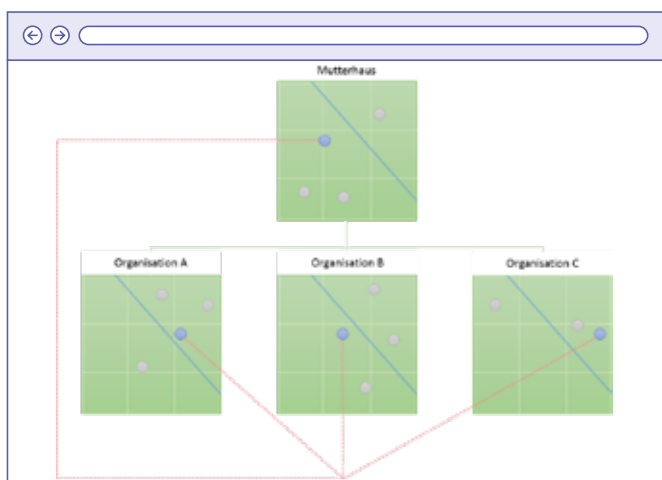 Mutterhaus
Organisation A
Organisation B
Organisation C